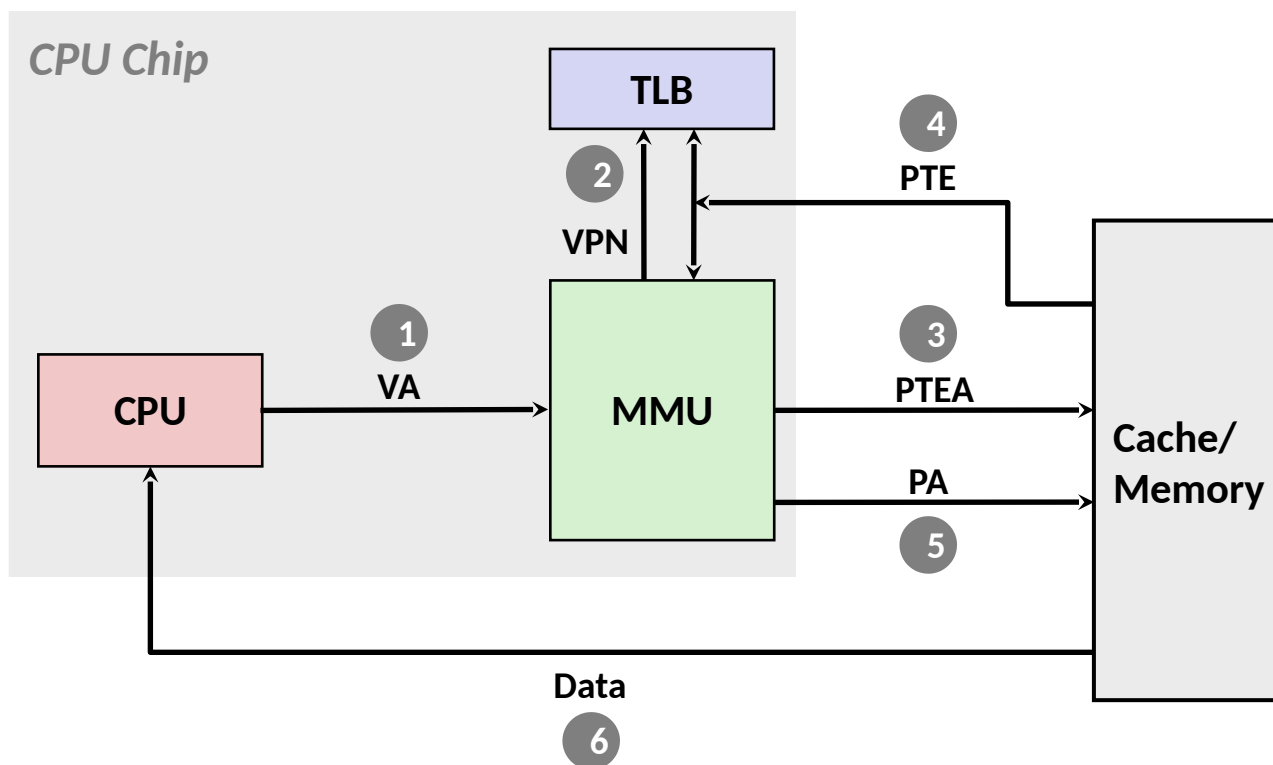 CPU Chip
TLB
4
PTE
2
VPN
1
VA
3
PTEA
CPU
MMU
Cache/
Memory
PA
5
Data
6